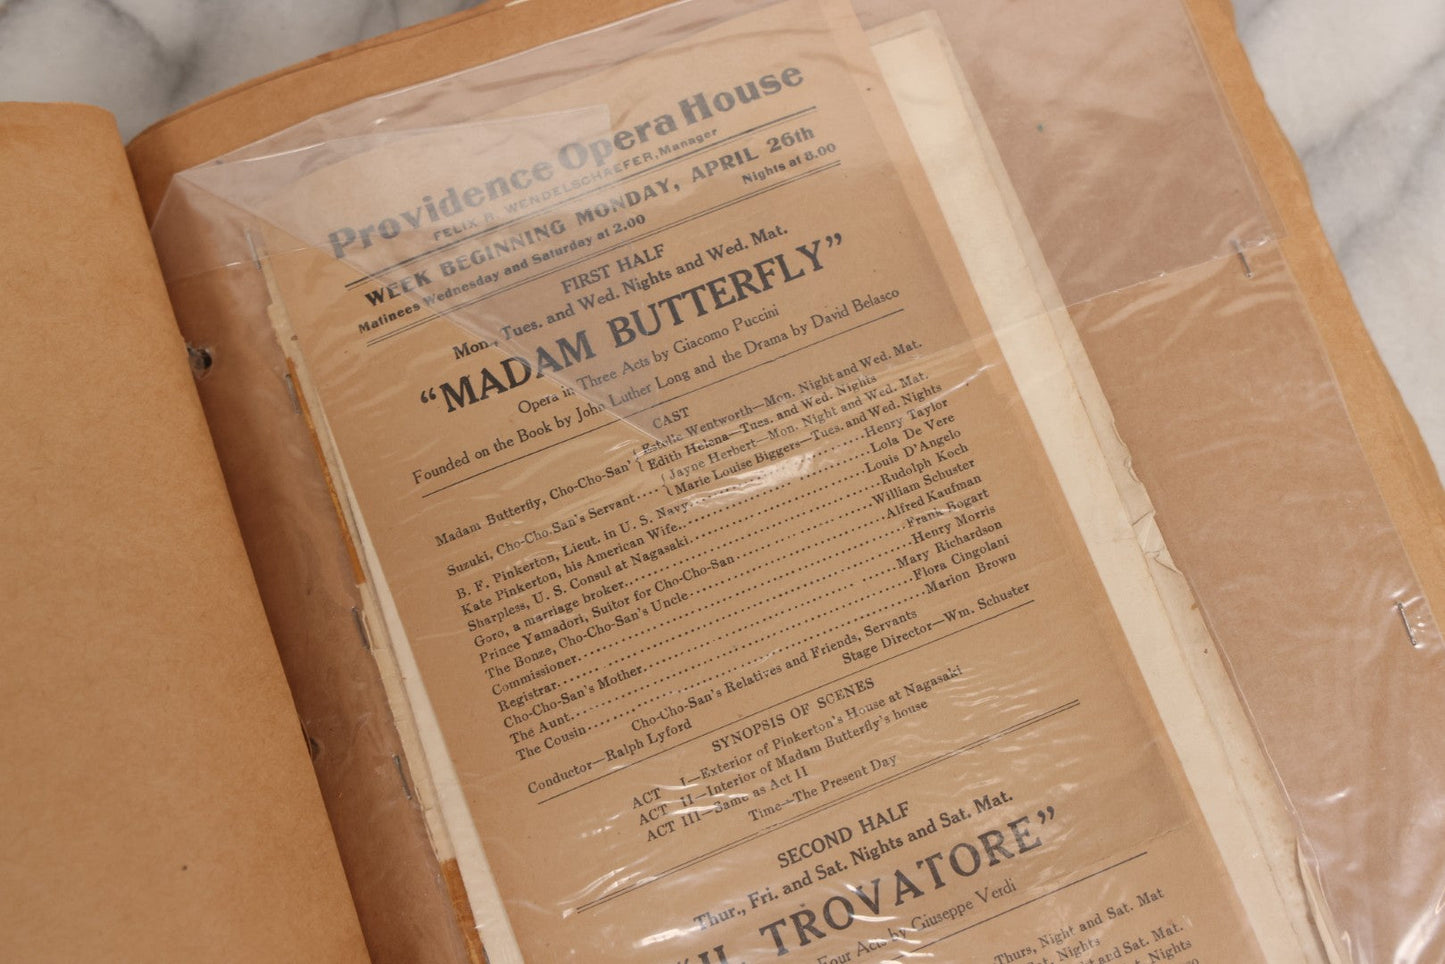 Providence Opera House
FELIX R. WENDELSCHAEFER, Manager
WEEK BEGINNING MONDAY, APRIL 26th
Matinees Wednesday and Saturday at 2.00 Nights at 8.00
FIRST HALF
Mon., Tues. and Wed. Nights and Wed. Mat.
"MADAM BUTTERFLY"
Opera in Three Acts by Giacomo Puccini
Founded on the Book by John Luther Long and the Drama by David Belasco
CAST
Madam Butterfly, Cho-Cho-San { Estelle Wentworth—Mon. Night and Wed. Mat.
Edith Helena—Tues. and Wed. Nights
Suzuki, Cho-Cho-San's Servant.... { Jayne Herbert—Mon. Night and Wed. Mat.
Marie Louise Biggers—Tues. and Wed. Nights
B. F. Pinkerton, Lieut. in U. S. Navy........Henry Taylor
Kate Pinkerton, his American Wife........Lola De Vere
Sharpless, U. S. Consul at Nagasaki........Louis D'Angelo
Goro, a marriage broker........Rudolph Koch
Prince Yamadori, Suitor for Cho-Cho-San........William Schuster
The Bonze, Cho-Cho-San's Uncle........Alfred Kaufman
Commissioner........Frank Bogart
Registrar........Henry Morris
Cho-Cho-San's Mother........Mary Richardson
The Aunt........Flora Cingolani
The Cousin........Marion Brown
Cho-Cho-San's Relatives and Friends, Servants
Conductor—Ralph Lyford Stage Director—Wm. Schuster
SYNOPSIS OF SCENES
ACT I—Exterior of Pinkerton's House at Nagasaki
ACT II—Interior of Madam Butterfly's house
ACT III—Same as Act II
Time—The Present Day
SECOND HALF
Thur., Fri. and Sat. Nights and Sat. Mat.
"IL TROVATORE"
Four Acts by Giuseppe Verdi
Thurs, Night and Sat. Mat
Sat. Nights
and Sat. Mat.
Nights